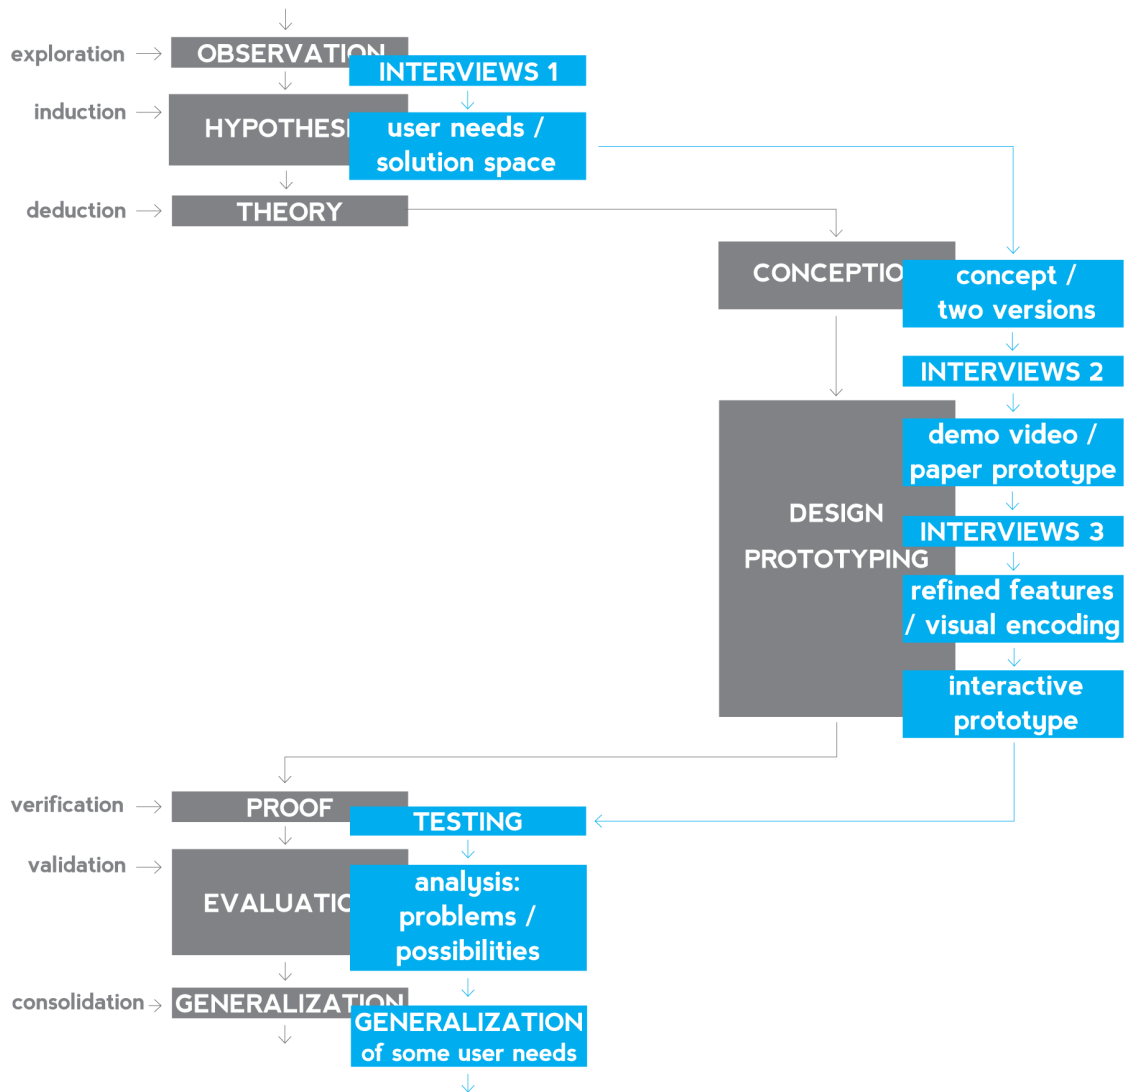 exploration
OBSERVATION
INTERVIEWS 1
induction
HYPOTHESI
user needs /
solution space
deduction
THEORY
CONCEPTIO
concept /
two versions
INTERVIEWS 2
demo video /
paper prototype
DESIGN
PROTOTYPING
INTERVIEWS 3
refined features
/ visual encoding
interactive
prototype
verification
PROOF
TESTING
validation
EVALUATIO
analysis:
problems /
possibilities
consolidation
GENERALIZATION
GENERALIZATION
of some user needs